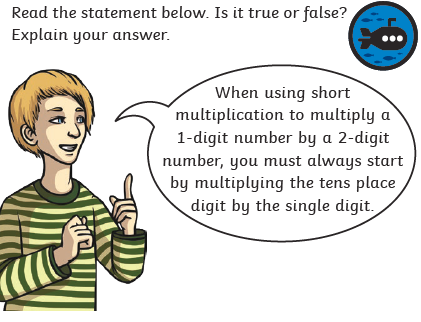 Read the statement below. Is it true or false?
Explain your answer.
When using short
multiplication to multiply a
1-digit number by a 2-digit
number, you must always start
by multiplying the tens place
digit by the single digit.